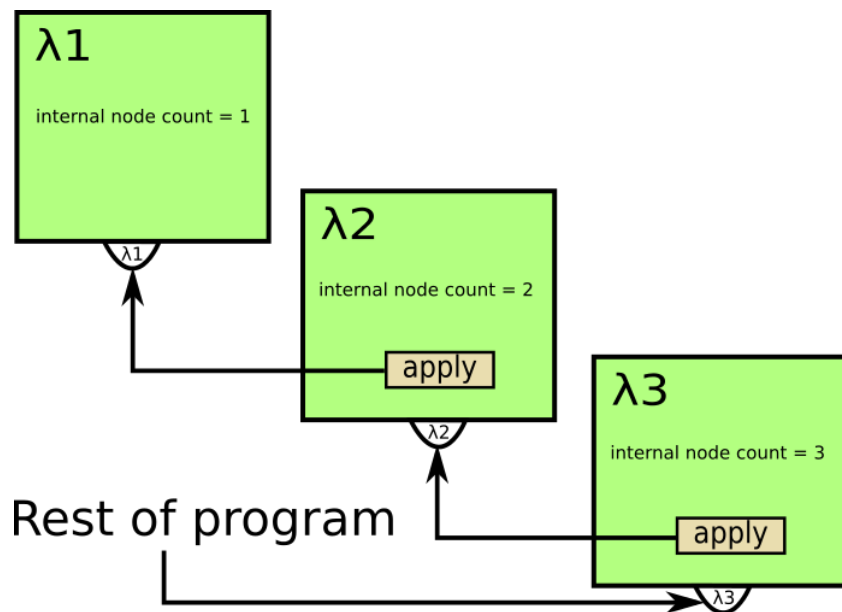 λ1
internal node count = 1
λ1
λ2
internal node count = 2
apply
λ2
λ3
internal node count = 3
apply
λ3
Rest of program